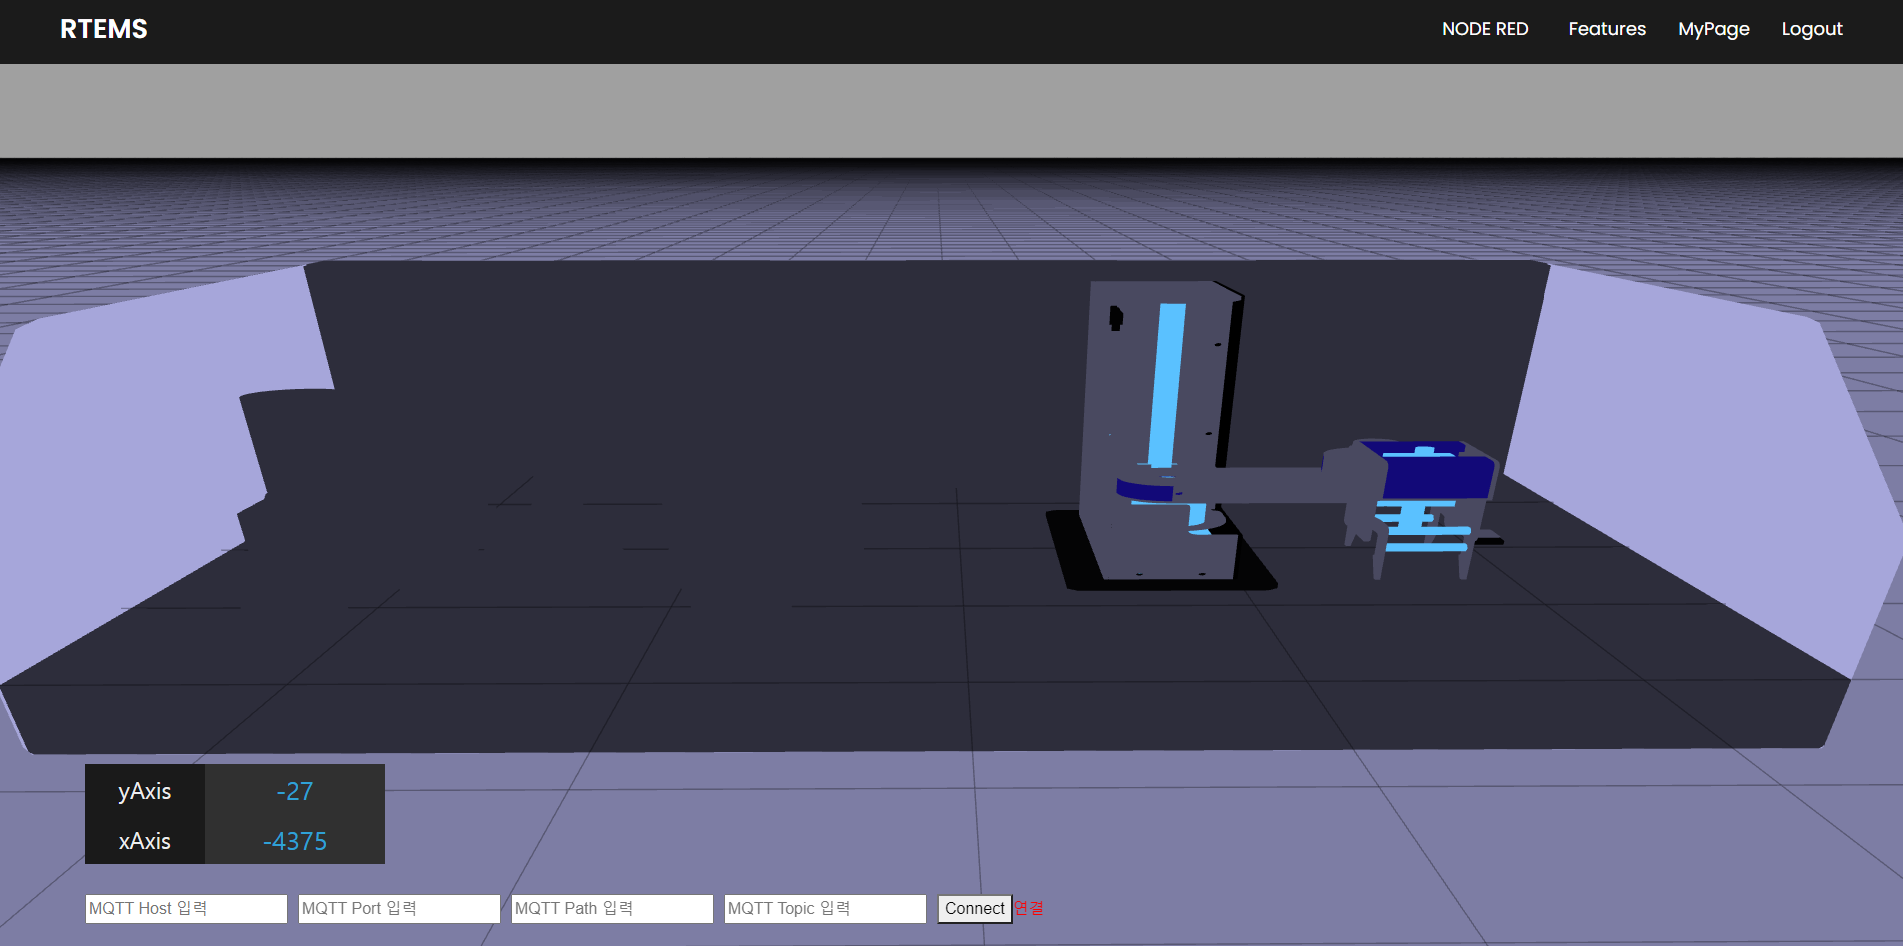 RTEMS
NODE RED Features MyPage Logout
yAxis -27
xAxis -4375
MQTT Host 입력 MQTT Port 입력 MQTT Path 입력 MQTT Topic 입력 Connect 연결